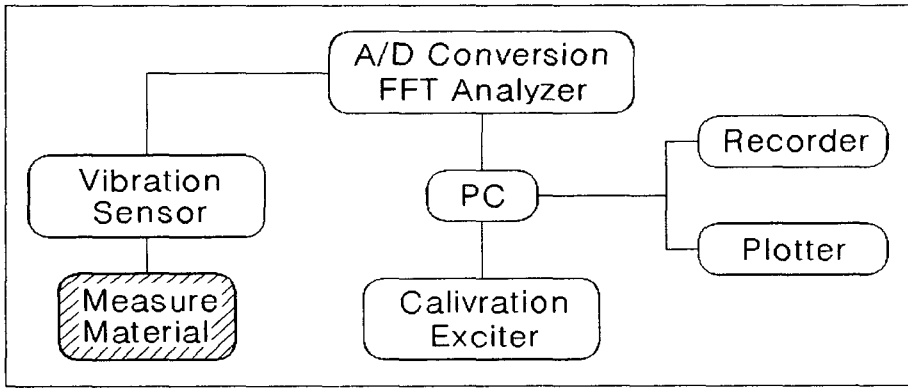 A/D Conversion
FFT Analyzer
Vibration
Sensor
Measure
Material
PC
Calivration
Exciter
Recorder
Plotter